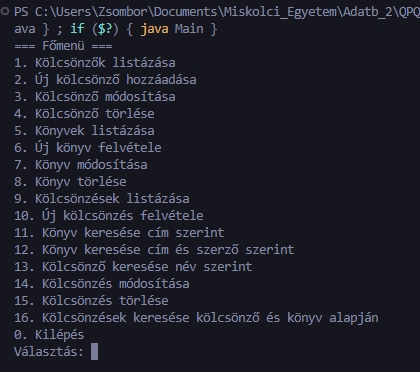 PS C:\Users\Zsombor\Documents\Miskolci_Egyetem\Adatb_2\QPQ
ava } ; if ($?) { java Main }
=== Főmenü ===
1. Kölcsönzők listázása
2. Új kölcsönző hozzáadása
3. Kölcsönző módosítása
4. Kölcsönző törlése
5. Könyvek listázása
6. Új könyv felvétele
7. Könyv módosítása
8. Könyv törlése
9. Kölcsönzések listázása
10. Új kölcsönzés felvétele
11. Könyv keresése cím szerint
12. Könyv keresése cím és szerző szerint
13. Kölcsönző keresése név szerint
14. Kölcsönzés módosítása
15. Kölcsönzés törlése
16. Kölcsönzések keresése kölcsönző és könyv alapján
0. Kilépés
Választás: